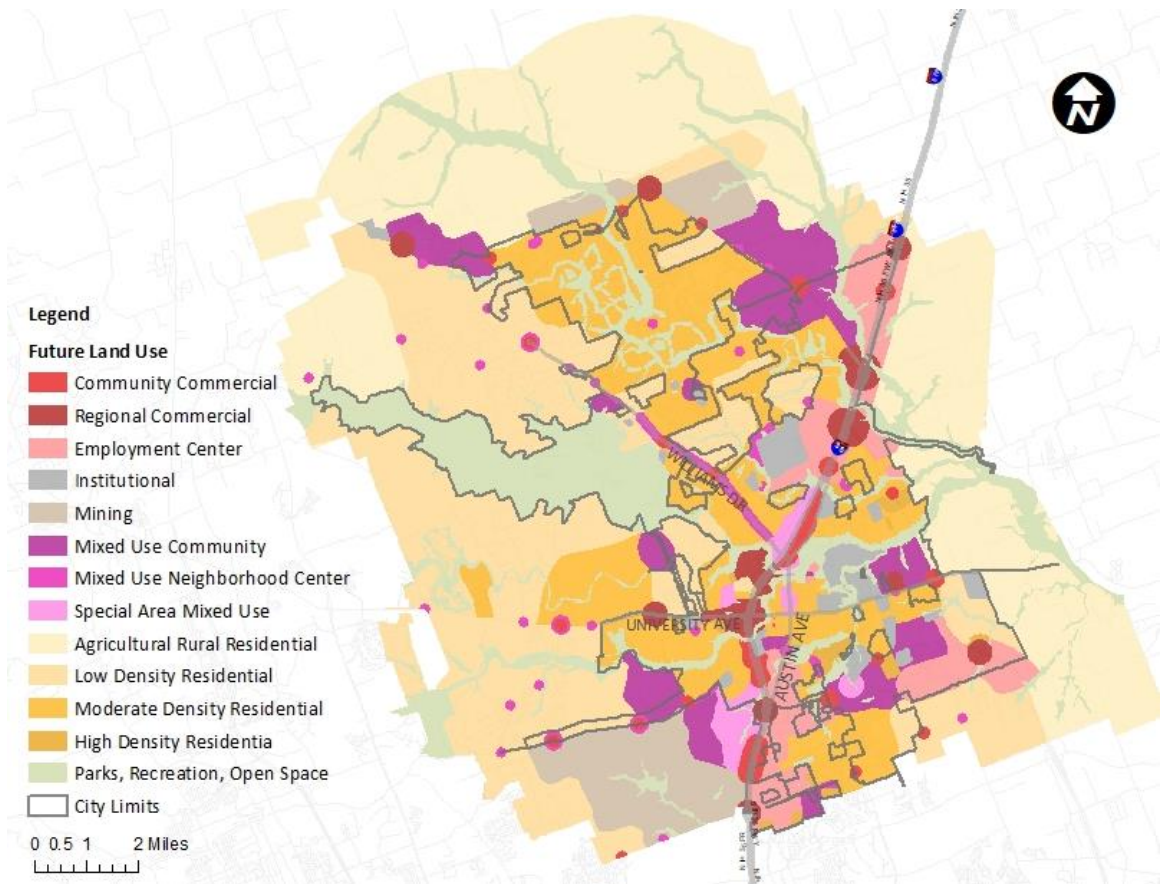 N
Legend
Future Land Use
Community Commercial
Regional Commercial
Employment Center
Institutional
Mining
Mixed Use Community
Mixed Use Neighborhood Center
Special Area Mixed Use
Agricultural Rural Residential
Low Density Residential
Moderate Density Residential
High Density Residentia
Parks, Recreation, Open Space
City Limits
0 0.5 1 2 Miles
WILLIAMS DR
UNIVERSITY AVE
AUSTIN AVE